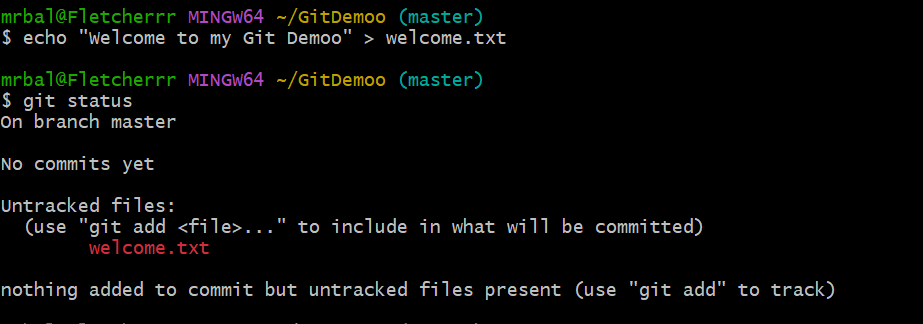 mrbal@Fletcherrr MINGW64 ~/GitDemoo (master)
$ echo "Welcome to my Git Demoo" > welcome.txt
mrbal@Fletcherrr MINGW64 ~/GitDemoo (master)
$ git status
On branch master
No commits yet
Untracked files:
(use "git add <file>..." to include in what will be committed)
welcome.txt
nothing added to commit but untracked files present (use "git add" to track)